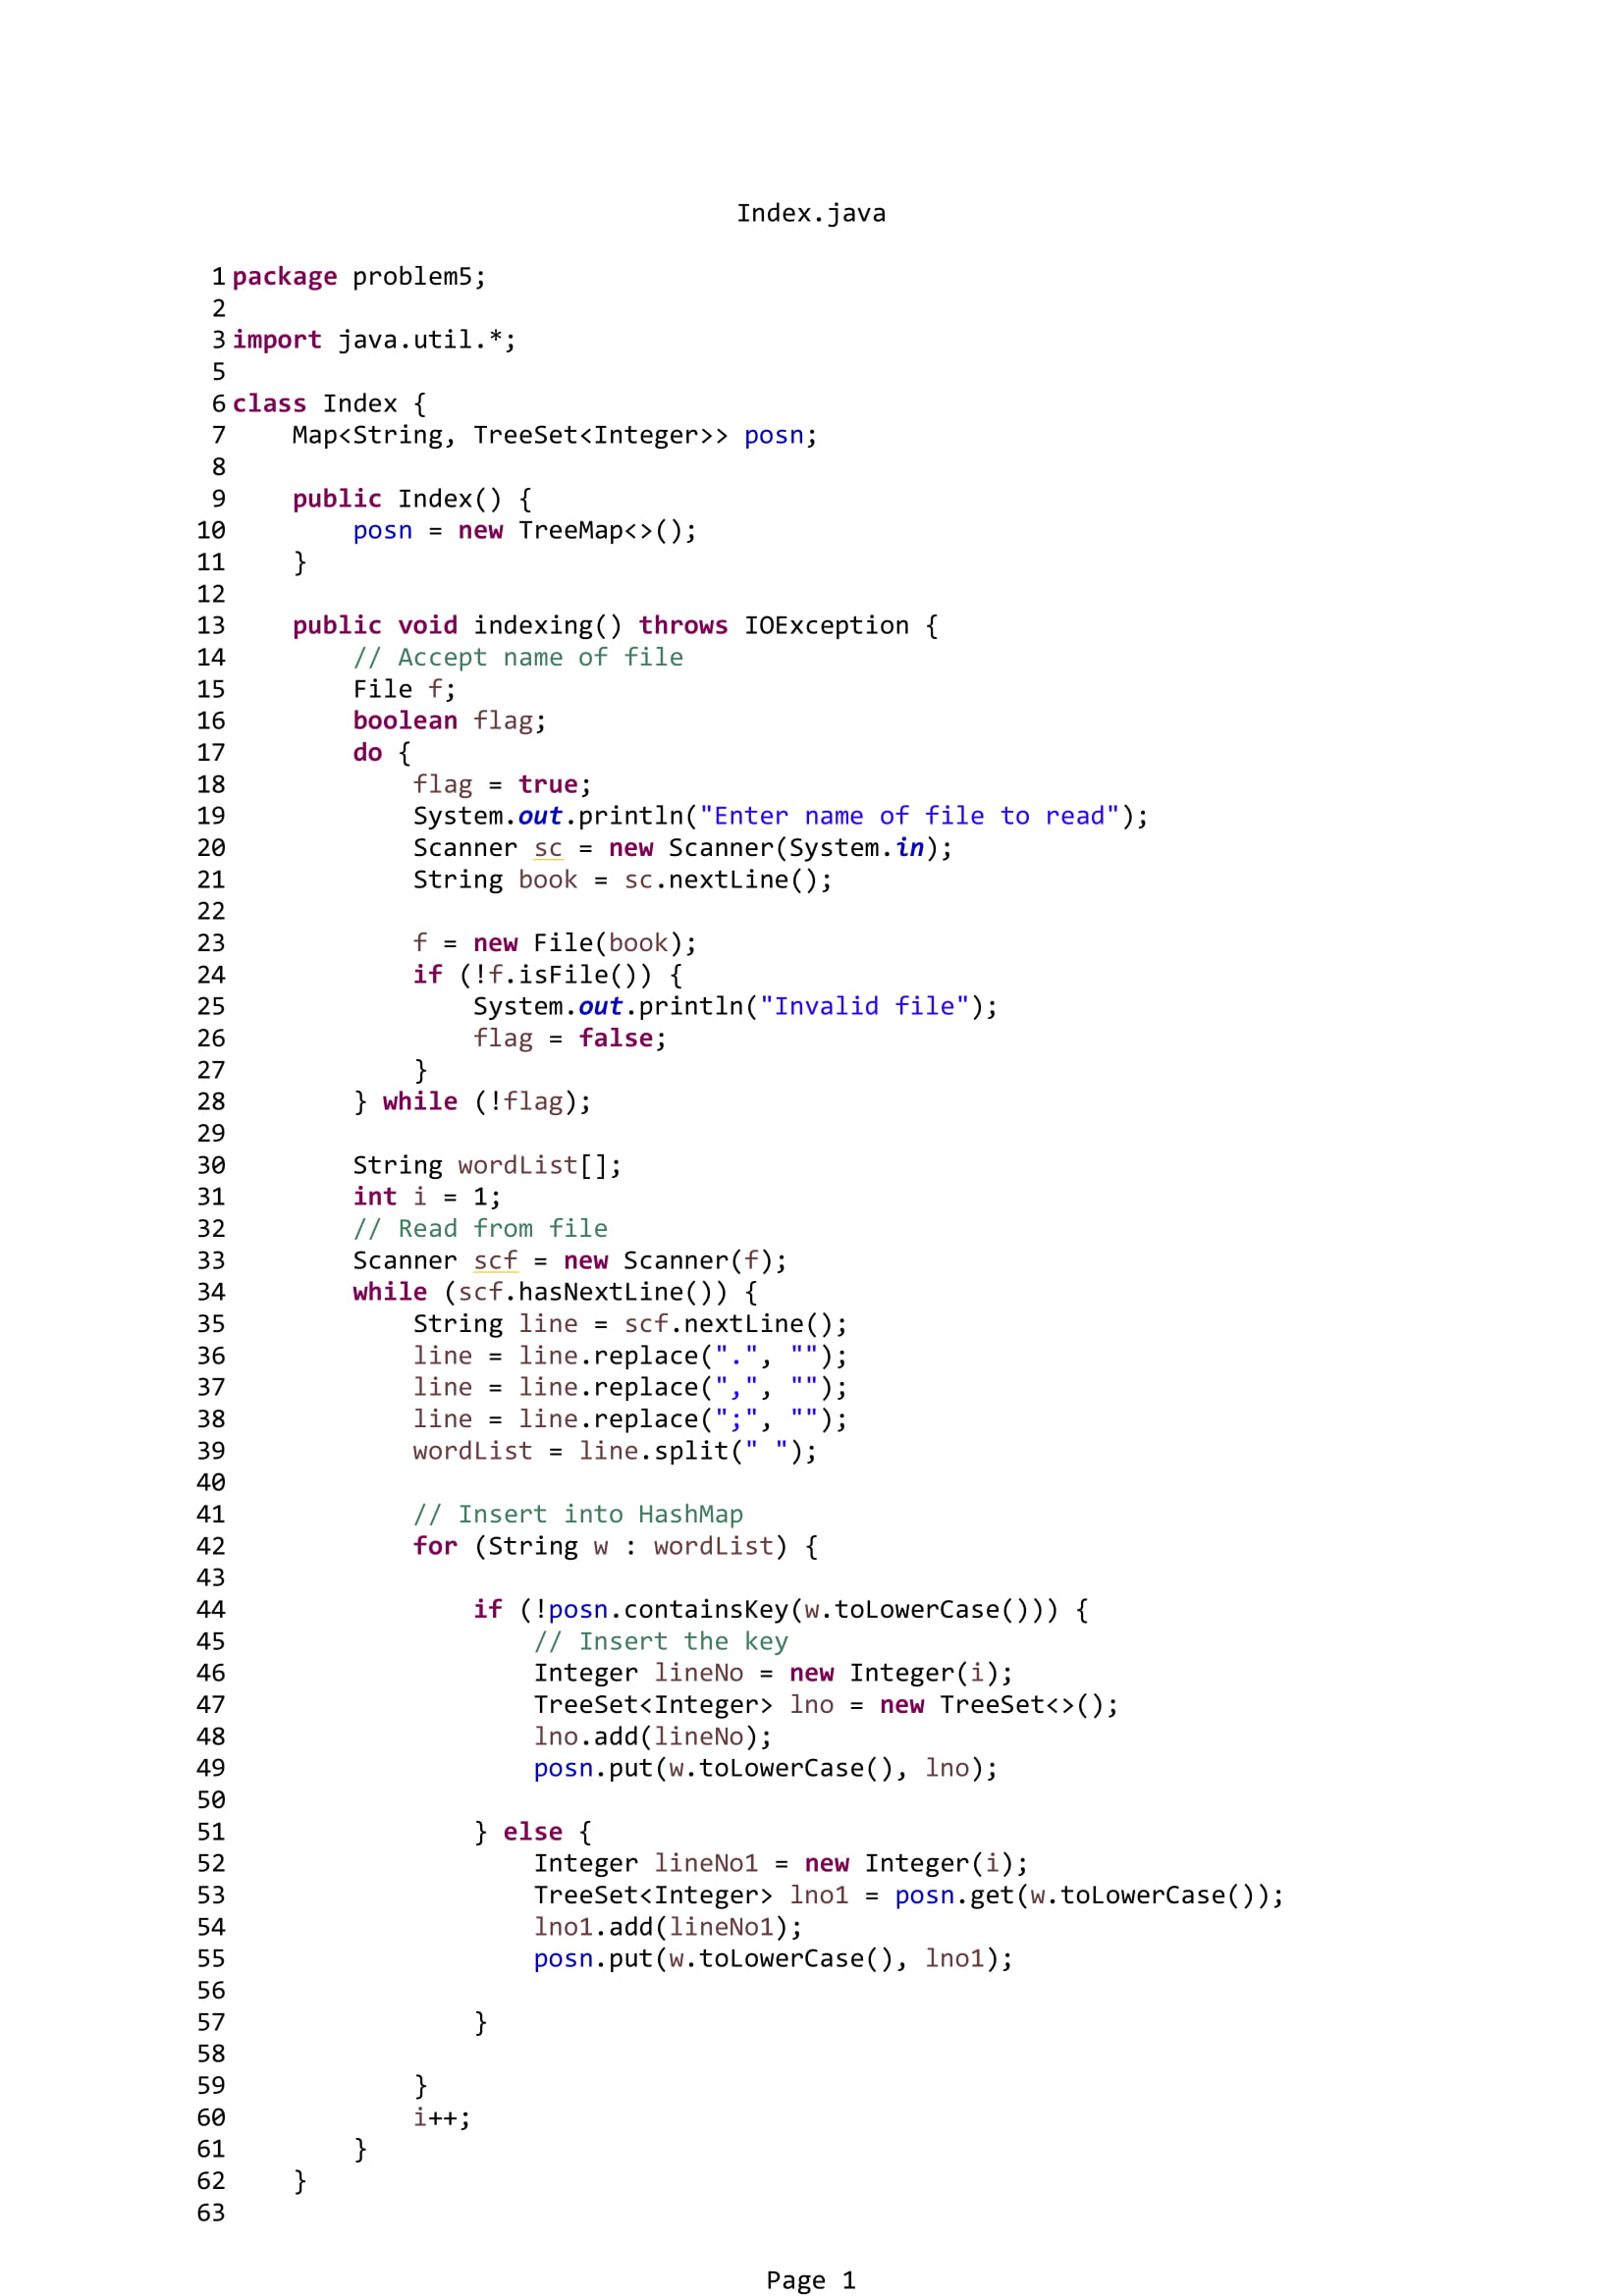 Index.java
1 package problem5;
2
3 import java.util.*;
5
6 class Index {
7     Map<String, TreeSet<Integer>> posn;
8
9     public Index() {
10         posn = new TreeMap<>();
11     }
12
13     public void indexing() throws IOException {
14         // Accept name of file
15         File f;
16         boolean flag;
17         do {
18             flag = true;
19             System.out.println("Enter name of file to read");
20             Scanner sc = new Scanner(System.in);
21             String book = sc.nextLine();
22
23             f = new File(book);
24             if (!f.isFile()) {
25                 System.out.println("Invalid file");
26                 flag = false;
27             }
28         } while (!flag);
29
30         String wordList[];
31         int i = 1;
32         // Read from file
33         Scanner scf = new Scanner(f);
34         while (scf.hasNextLine()) {
35             String line = scf.nextLine();
36             line = line.replace(".", "");
37             line = line.replace(",", "");
38             line = line.replace(";", "");
39             wordList = line.split(" ");
40
41             // Insert into HashMap
42             for (String w : wordList) {
43
44                 if (!posn.containsKey(w.toLowerCase())) {
45                     // Insert the key
46                     Integer lineNo = new Integer(i);
47                     TreeSet<Integer> lno = new TreeSet<>();
48                     lno.add(lineNo);
49                     posn.put(w.toLowerCase(), lno);
50
51                 } else {
52                     Integer lineNo1 = new Integer(i);
53                     TreeSet<Integer> lno1 = posn.get(w.toLowerCase());
54                     lno1.add(lineNo1);
55                     posn.put(w.toLowerCase(), lno1);
56
57                 }
58
59             }
60             i++;
61         }
62     }
63
Page 1